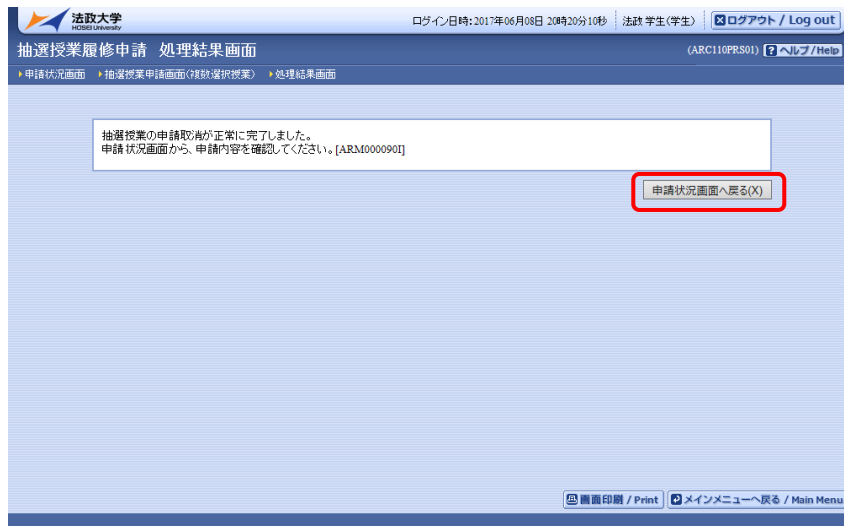 法政大学
HOSEI University
ログイン日時:2017年06月08日 20時20分10秒
法政 学生(学生)
ログアウト / Log out
抽選授業履修申請 処理結果画面
(ARC110PRS01)
ヘルプ/Help
申請状況画面
抽選授業申請画面(複数選択授業)
処理結果画面
抽選授業の申請取消が正常に完了しました。
申請状況画面から、申請内容を確認してください。[ARM000090I]
申請状況画面へ戻る(X)
画面印刷 / Print
メインメニューへ戻る / Main Menu